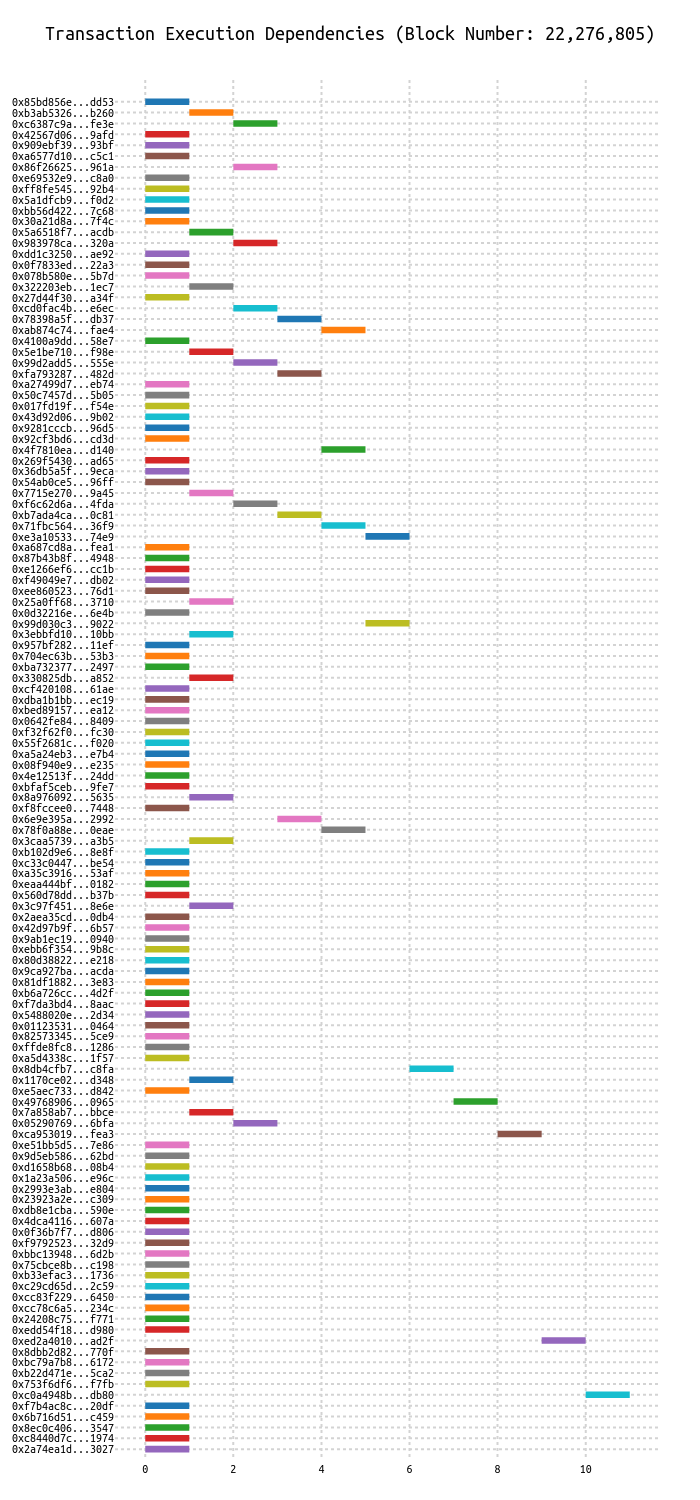 Transaction Execution Dependencies (Block Number: 22,276,805)
0x85bd856e...dd53
0xb3ab5326...b260
0xc6387c9a...fe3e
0x42567d06...9afd
0x909ebf39...93bf
0xa6577d10...c5c1
0x86f26625...961a
0xe69532e9...c8a0
0xff8fe545...92b4
0x5a1dfcb9...f0d2
0xbb56d422...7c68
0x30a21d8a...7f4c
0x5a6518f7...acdb
0x983978ca...320a
0xdd1c3250...ae92
0x0f7833ed...22a3
0x078b580e...5b7d
0x322203eb...1ec7
0x27d44f30...a34f
0xcd0fac4b...e6ec
0x78398a5f...db37
0xab874c74...fae4
0x4100a9dd...58e7
0x5e1be710...f98e
0x99d2add5...555e
0xfa793287...482d
0xa27499d7...eb74
0x50c7457d...5b05
0x017fd19f...f54e
0x43d92d06...9b02
0x9281cccb...96d5
0x92cf3bd6...cd3d
0x4f7810ea...d140
0x269f5430...ad65
0x36db5a5f...9eca
0x54ab0ce5...96ff
0x7715e270...9a45
0xf6c62d6a...4fda
0xb7ada4ca...0c81
0x71fbc564...36f9
0xe3a10533...74e9
0xa687cd8a...fea1
0x87b43b8f...4948
0xe1266ef6...cc1b
0xf49049e7...db02
0xee860523...76d1
0x25a0ff68...3710
0x0d32216e...6e4b
0x99d030c3...9022
0x3ebbfd10...10bb
0x957bf282...11ef
0x704ec63b...53b3
0xba732377...2497
0x330825db...a852
0xcf420108...61ae
0xdba1b1bb...ec19
0xbed89157...ea12
0x0642fe84...8409
0xf32f62f0...fc30
0x55f2681c...f020
0xa5a24eb3...e7b4
0x08f940e9...e235
0x4e12513f...24dd
0xbfaf5ceb...9fe7
0x8a976092...5635
0xf8fccee0...7448
0x6e9e395a...2992
0x78f0a88e...0eae
0x3caa5739...a3b5
0xb102d9e6...8e8f
0xc33c0447...be54
0xa35c3916...53af
0xeaa444bf...0182
0x560d78dd...b37b
0x3c97f451...8e6e
0x2aea35cd...0db4
0x42d97b9f...6b57
0x9ab1ec19...0940
0xebb6f354...9b8c
0x80d38822...e218
0x9ca927ba...acda
0x81df1882...3e83
0xb6a726cc...4d2f
0xf7da3bd4...8aac
0x5488020e...2d34
0x01123531...0464
0x82573345...5ce9
0xffde8fc8...1286
0xa5d4338c...1f57
0x8db4cfb7...c8fa
0x1170ce02...d348
0xe5aec733...d842
0x49768906...0965
0x7a858ab7...bbce
0x05290769...6bfa
0xca953019...fea3
0xe51bb5d5...7e86
0x9d5eb586...62bd
0xd1658b68...08b4
0x1a23a506...e96c
0x2993e3ab...e804
0x23923a2e...c309
0xdb8e1cba...590e
0x4dca4116...607a
0x0f36b7f7...d806
0xf9792523...32d9
0xbbc13948...6d2b
0x75cbce8b...c198
0xb33efac3...1736
0xc29cd65d...2c59
0xcc83f229...6450
0xcc78c6a5...234c
0x24208c75...f771
0xedd54f18...d980
0xed2a4010...ad2f
0x8dbb2d82...770f
0xbc79a7b8...6172
0xb22d471e...5ca2
0x753f6df6...f7fb
0xc0a4948b...db80
0xf7b4ac8c...20df
0x6b716d51...c459
0x8ec0c406...3547
0xc8440d7c...1974
0x2a74ea1d...3027
0 2 4 6 8 10